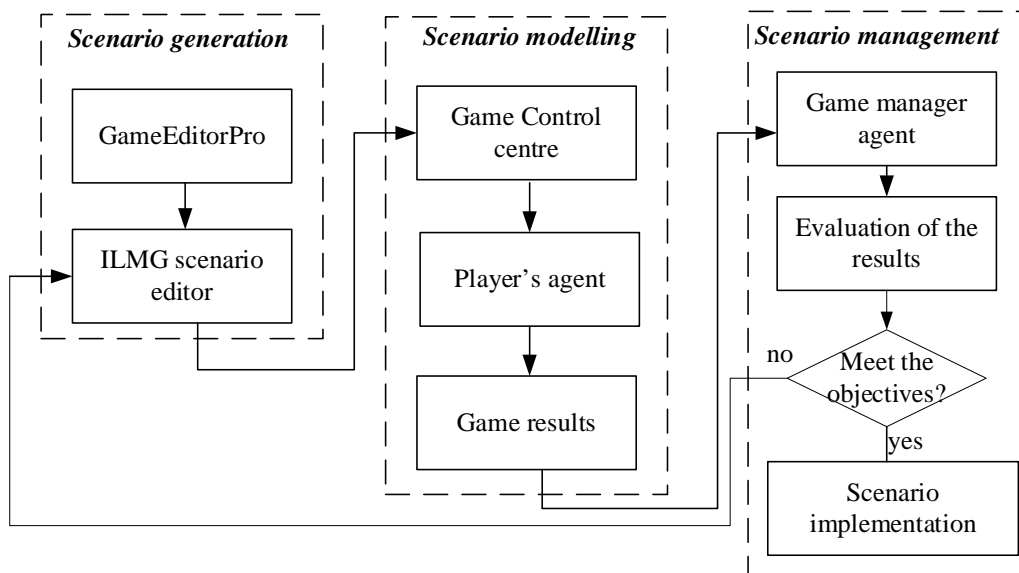 Scenario generation
GameEditorPro
ILMG scenario
editor
Scenario modelling
Game Control
centre
Player’s agent
Game results
Scenario management
Game manager
agent
Evaluation of the
results
Meet the
objectives?
no
yes
Scenario
implementation